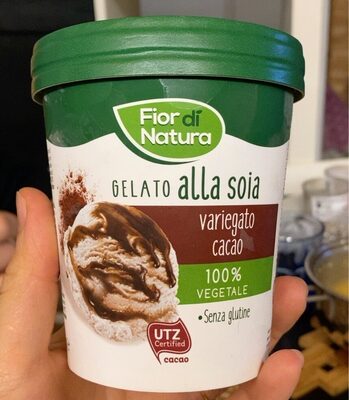 Fior di
Natura
GELATO alla soia
variegato
cacao
100%
VEGETALE
• Senza glutine
UTZ
Certified
cacao